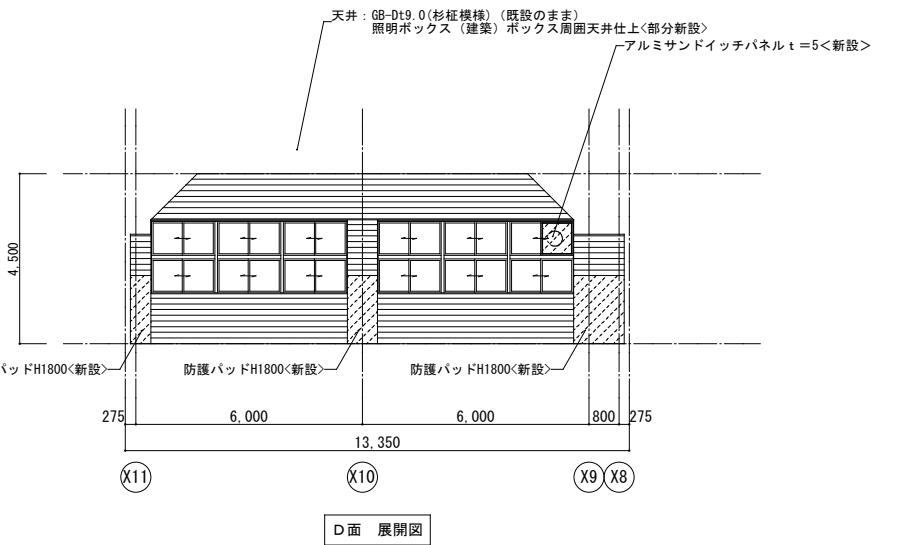 天井：GB-Dt9.0(杉柾模様)（既設のまま）
照明ボックス（建築）ボックス周囲天井仕上<部分新設>
アルミサンドイッチパネルｔ＝5＜新設＞
4,500
パッドH1800<新設>
防護パッドH1800<新設>
防護パッドH1800<新設>
275
6,000
6,000
800
275
13,350
X11
X10
X9
X8
Ｄ面　展開図